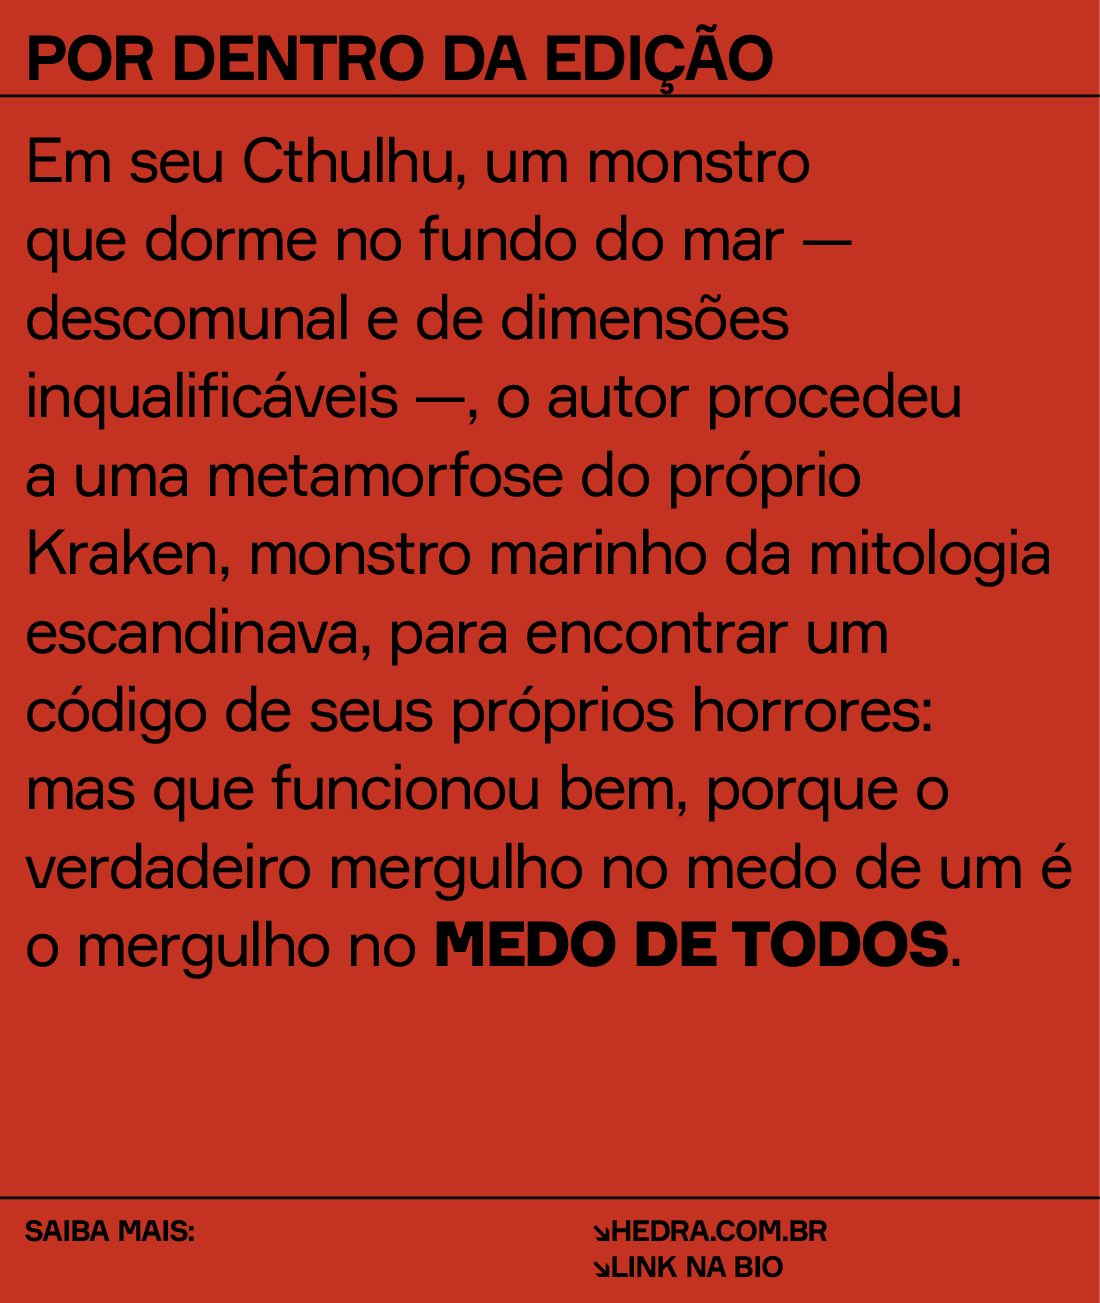 POR DENTRO DA EDIÇÃO
Em seu Cthulhu, um monstro
que dorme no fundo do mar —
descomunal e de dimensões
inqualificáveis —, o autor procedeu
a uma metamorfose do próprio
Kraken, monstro marinho da mitologia
escandinava, para encontrar um
código de seus próprios horrores:
mas que funcionou bem, porque o
verdadeiro mergulho no medo de um é
o mergulho no MEDO DE TODOS.
SAIBA MAIS:
↘HEDRA.COM.BR
↘LINK NA BIO